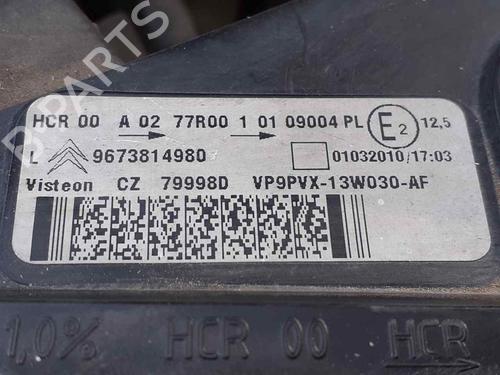 HCR 00 A 02 77R00 1 01 09004 PL E2 12,5
L 9673814980 01032010/17:03
Visteon CZ 79998D VP9PVX-13W030-AF
1,0% HCR 00 HCR
B-PARTS